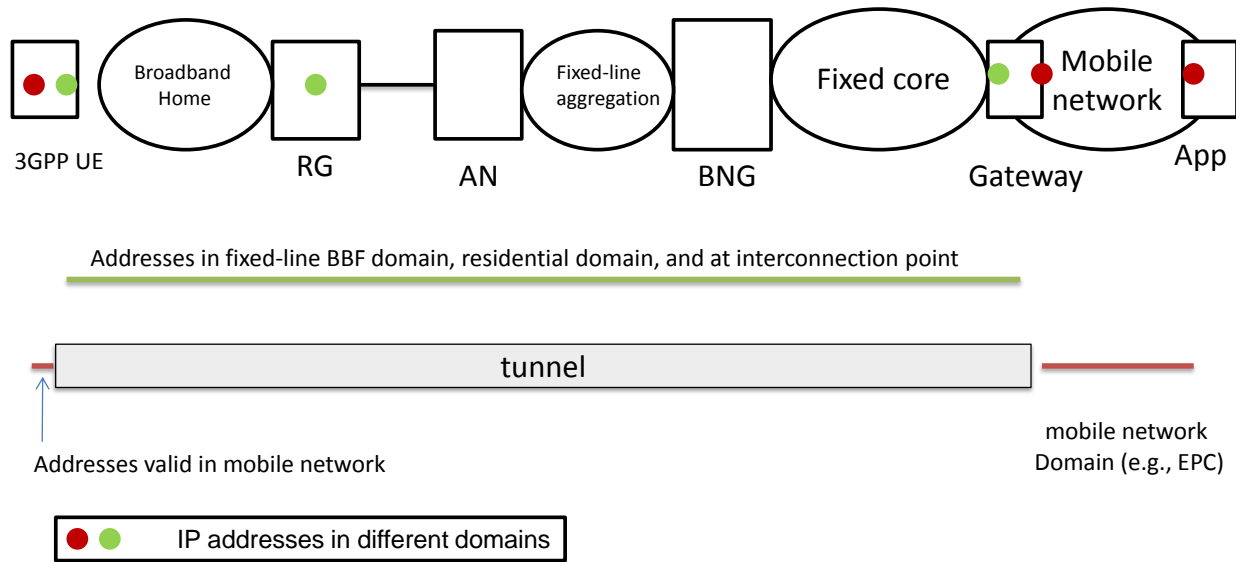 Broadband
Home
Fixed-line
aggregation
Fixed core
Mobile
network
3GPP UE
RG
AN
BNG
Gateway
App
Addresses in fixed-line BBF domain, residential domain, and at interconnection point
tunnel
Addresses valid in mobile network
mobile network
Domain (e.g., EPC)
IP addresses in different domains